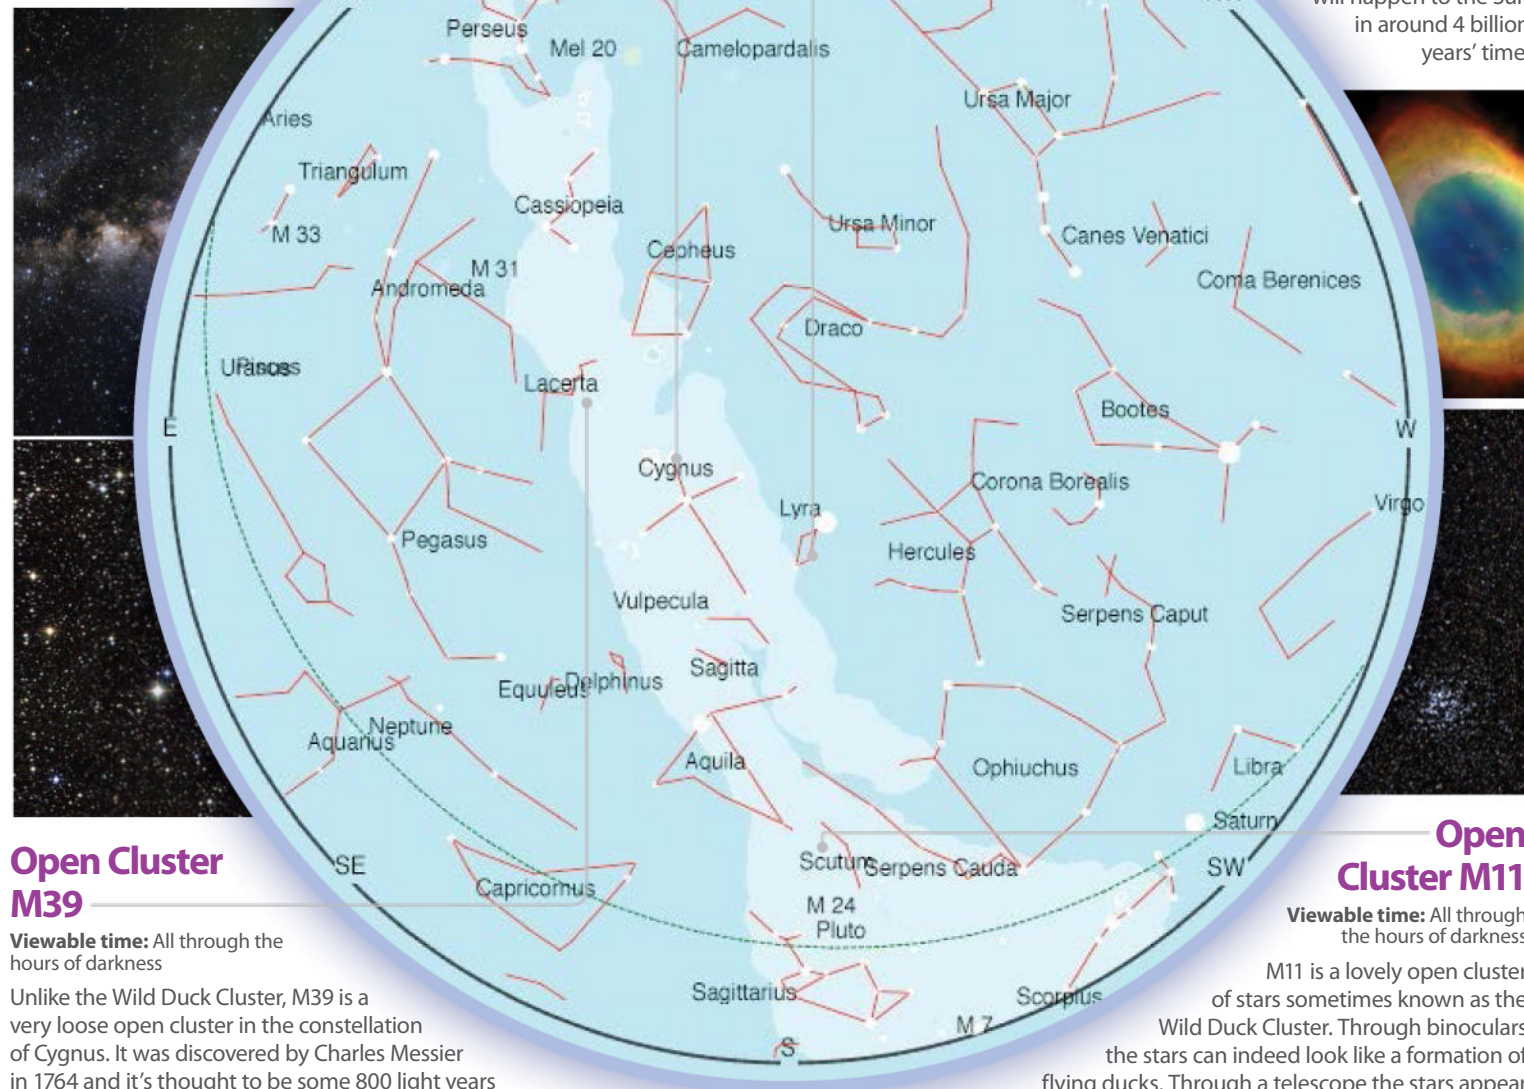 will happen to the Sun
in around 4 billion
years' time
Perseus
Mel 20
Camelopardalis
Ursa Major
Aries
Triangulum
Cassiopeia
M 33
Ursa Minor
Canes Venatici
Cepheus
M 31
Coma Berenices
Andromeda
Draco
Uranus
Pisces
Lacerta
Bootes
E
W
Cygnus
Corona Borealis
Lyra
Virgo
Pegasus
Hercules
Vulpecula
Serpens Caput
Sagitta
Equuleus
Delphinus
Neptune
Aquarius
Aquila
Ophiuchus
Libra
Saturn
SE
Scutum
Serpens Cauda
SW
Capricornus
M 24
Pluto
Sagittarius
Scorpius
M 7
S
Open Cluster
M39
Viewable time: All through the
hours of darkness
Unlike the Wild Duck Cluster, M39 is a
very loose open cluster in the constellation
of Cygnus. It was discovered by Charles Messier
in 1764 and it's thought to be some 800 light years
Open
Cluster M11
Viewable time: All through
the hours of darkness
M11 is a lovely open cluster
of stars sometimes known as the
Wild Duck Cluster. Through binoculars
the stars can indeed look like a formation of
flying ducks. Through a telescope the stars appear